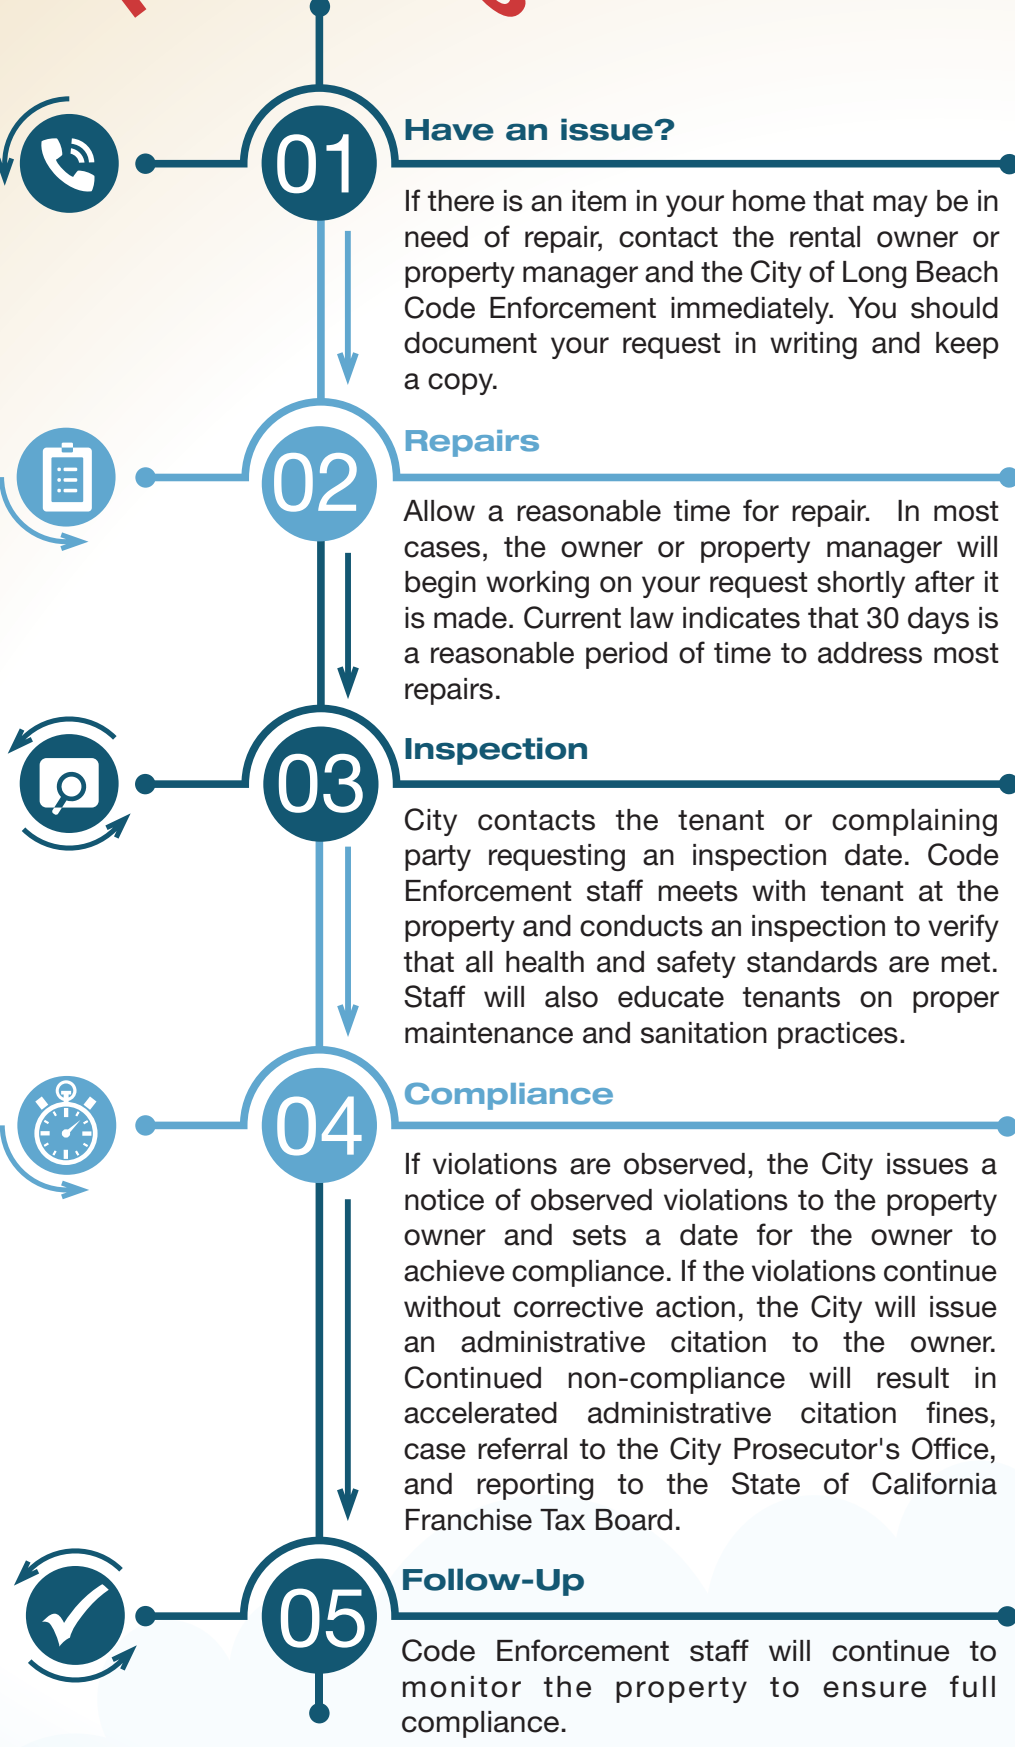 01
Have an issue?
If there is an item in your home that may be in
need of repair, contact the rental owner or
property manager and the City of Long Beach
Code Enforcement immediately. You should
document your request in writing and keep
a copy.
02
Repairs
Allow a reasonable time for repair. In most
cases, the owner or property manager will
begin working on your request shortly after it
is made. Current law indicates that 30 days is
a reasonable period of time to address most
repairs.
03
Inspection
City contacts the tenant or complaining
party requesting an inspection date. Code
Enforcement staff meets with tenant at the
property and conducts an inspection to verify
that all health and safety standards are met.
Staff will also educate tenants on proper
maintenance and sanitation practices.
04
Compliance
If violations are observed, the City issues a
notice of observed violations to the property
owner and sets a date for the owner to
achieve compliance. If the violations continue
without corrective action, the City will issue
an administrative citation to the owner.
Continued non-compliance will result in
accelerated administrative citation fines,
case referral to the City Prosecutor's Office,
and reporting to the State of California
Franchise Tax Board.
05
Follow-Up
Code Enforcement staff will continue to
monitor the property to ensure full
compliance.